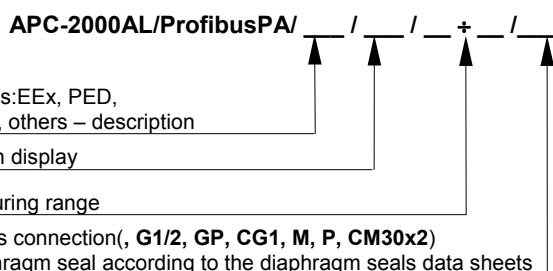 APC-2000AL/ProfibusPA/ ___ / ___ / __ ÷ __ /___
s:EEx, PED,
, others – description
display
uring range
s connection(, G1/2, GP, CG1, M, P, CM30x2)
hragm seal according to the diaphragm seals data sheets